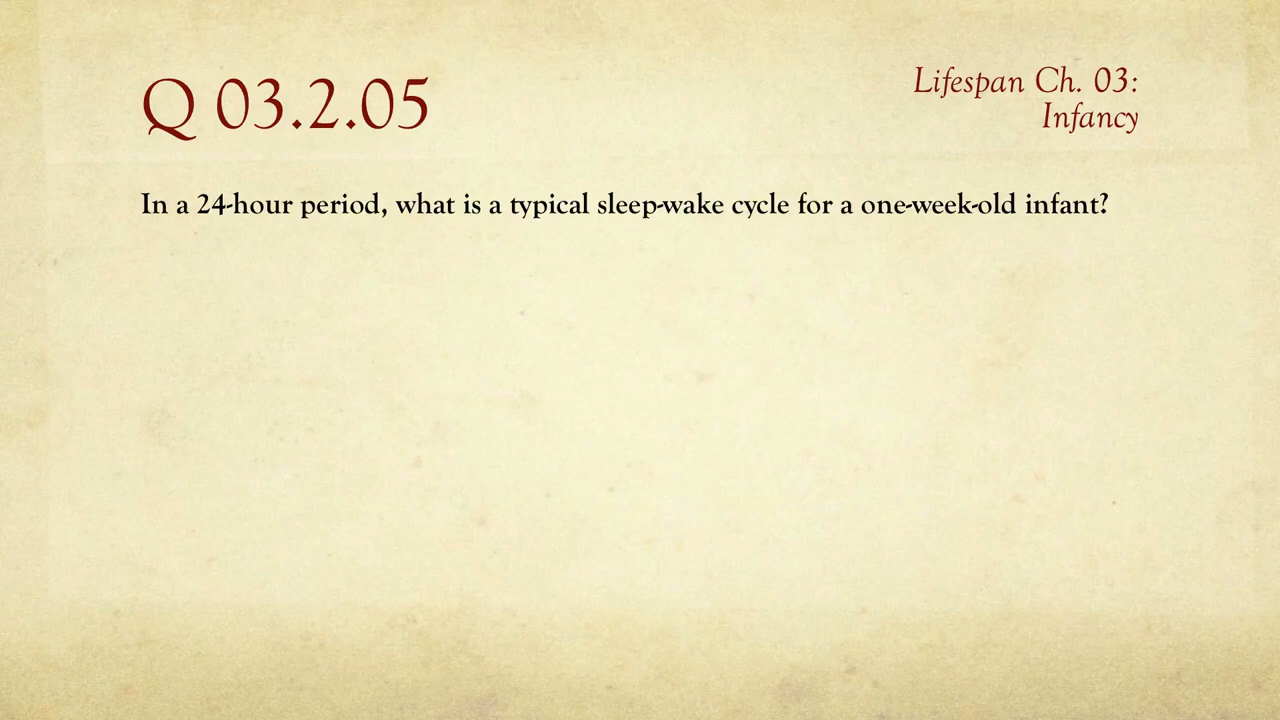 Q 03.2.05
Lifespan Ch. 03:
Infancy
In a 24-hour period, what is a typical sleep-wake cycle for a one-week-old infant?